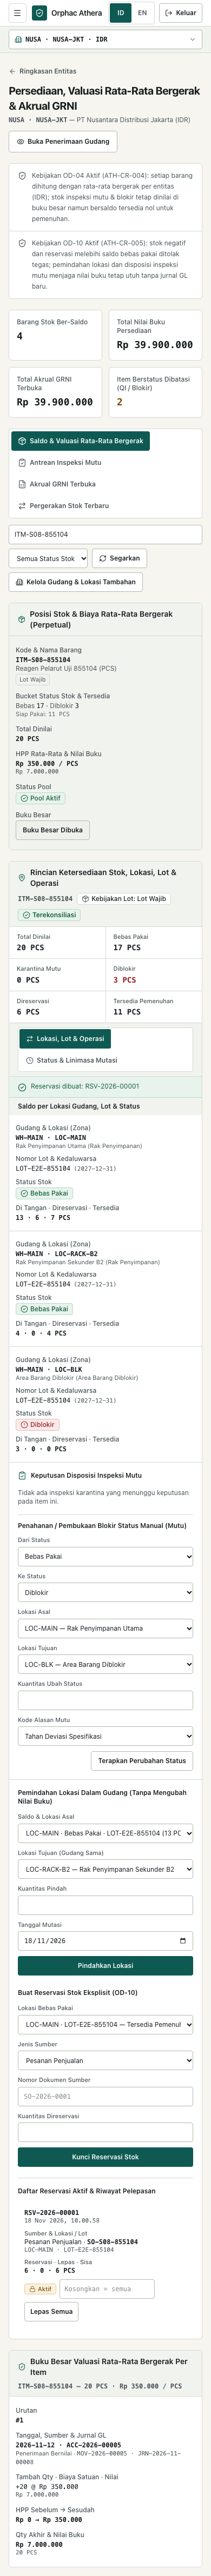 Orphac Athera
ID
EN
Keluar
NUSA · NUSA-JKT · IDR
Ringkasan Entitas
Persediaan, Valuasi Rata-Rata Bergerak & Akrual GRNI
NUSA · NUSA-JKT — PT Nusantara Distribusi Jakarta (IDR)
Buka Penerimaan Gudang
Kebijakan OD-04 Aktif (ATH-CR-004): setiap barang
dihitung dengan rata-rata bergerak per entitas
(IDR); stok inspeksi mutu & blokir tetap dinilai di
buku besar namun bersaldo tersedia nol untuk
pemenuhan.
Kebijakan OD-10 Aktif (ATH-CR-005): stok negatif
dan reservasi melebihi saldo bebas pakai ditolak
tegas; pemindahan lokasi dan disposisi inspeksi
mutu menjaga nilai buku tetap utuh tanpa jurnal GL
baru.
Barang Stok Ber-Saldo
4
Total Nilai Buku
Persediaan
Rp 39.900.000
Total Akrual GRNI
Terbuka
Rp 39.900.000
Item Berstatus Dibatasi
(QI / Blokir)
2
Saldo & Valuasi Rata-Rata Bergerak
Antrean Inspeksi Mutu
Akrual GRNI Terbuka
Pergerakan Stok Terbaru
ITM-S08-855104
Semua Status Stok
Segarkan
Kelola Gudang & Lokasi Tambahan
Posisi Stok & Biaya Rata-Rata Bergerak
(Perpetual)
Kode & Nama Barang
ITM-S08-855104
Reagen Pelarut Uji 855104 (PCS)
Lot Wajib
Bucket Status Stok & Tersedia
Bebas 17 · Diblokir 3
Siap Pakai: 11 PCS
Total Dinilai
20 PCS
HPP Rata-Rata & Nilai Buku
Rp 350.000 / PCS
Rp 7.000.000
Status Pool
Pool Aktif
Buku Besar
Buku Besar Dibuka
Rincian Ketersediaan Stok, Lokasi, Lot &
Operasi
ITM-S08-855104
Kebijakan Lot: Lot Wajib
Terekonsiliasi
Total Dinilai
20 PCS
Bebas Pakai
17 PCS
Karantina Mutu
0 PCS
Diblokir
3 PCS
Direservasi
6 PCS
Tersedia Pemenuhan
11 PCS
Lokasi, Lot & Operasi
Status & Linimasa Mutasi
Reservasi dibuat: RSV-2026-00001
Saldo per Lokasi Gudang, Lot & Status
Gudang & Lokasi (Zona)
WH-MAIN · LOC-MAIN
Rak Penyimpanan Utama (Rak Penyimpanan)
Nomor Lot & Kedaluwarsa
LOT-E2E-855104 (2027-12-31)
Status Stok
Bebas Pakai
Di Tangan · Direservasi · Tersedia
13 · 6 · 7 PCS
Gudang & Lokasi (Zona)
WH-MAIN · LOC-RACK-B2
Rak Penyimpanan Sekunder B2 (Rak Penyimpanan)
Nomor Lot & Kedaluwarsa
LOT-E2E-855104 (2027-12-31)
Status Stok
Bebas Pakai
Di Tangan · Direservasi · Tersedia
4 · 0 · 4 PCS
Gudang & Lokasi (Zona)
WH-MAIN · LOC-BLK
Area Barang Diblokir (Area Barang Diblokir)
Nomor Lot & Kedaluwarsa
LOT-E2E-855104 (2027-12-31)
Status Stok
Diblokir
Di Tangan · Direservasi · Tersedia
3 · 0 · 0 PCS
Keputusan Disposisi Inspeksi Mutu
Tidak ada inspeksi karantina yang menunggu keputusan
pada item ini.
Penahanan / Pembukaan Blokir Status Manual (Mutu)
Dari Status
Bebas Pakai
Ke Status
Diblokir
Lokasi Asal
LOC-MAIN — Rak Penyimpanan Utama
Lokasi Tujuan
LOC-BLK — Area Barang Diblokir
Kuantitas Ubah Status
Kode Alasan Mutu
Tahan Deviasi Spesifikasi
Terapkan Perubahan Status
Pemindahan Lokasi Dalam Gudang (Tanpa Mengubah
Nilai Buku)
Saldo & Lokasi Asal
LOC-MAIN · Bebas Pakai · LOT-E2E-855104 (13 PC
Lokasi Tujuan (Gudang Sama)
LOC-RACK-B2 — Rak Penyimpanan Sekunder B2
Kuantitas Pindah
Tanggal Mutasi
18/11/2026
Pindahkan Lokasi
Buat Reservasi Stok Eksplisit (OD-10)
Lokasi Bebas Pakai
LOC-MAIN · LOT-E2E-855104 — Tersedia Pemenul
Jenis Sumber
Pesanan Penjualan
Nomor Dokumen Sumber
SO-2026-0001
Kuantitas Direservasi
Kunci Reservasi Stok
Daftar Reservasi Aktif & Riwayat Pelepasan
RSV-2026-00001
18 Nov 2026, 10.00.58
Sumber & Lokasi / Lot
Pesanan Penjualan · SO-S08-855104
LOC-MAIN · LOT-E2E-855104
Reservasi · Lepas · Sisa
6 · 0 · 6 PCS
Aktif
Kosongkan = semua
Lepas Semua
Buku Besar Valuasi Rata-Rata Bergerak Per
Item
ITM-S08-855104 — 20 PCS · Rp 350.000 / PCS
Urutan
#1
Tanggal, Sumber & Jurnal GL
2026-11-12 · ACC-2026-00005
Penerimaan Bernilai · MOV-2026-00005 · JRN-2026-11-
00008
Tambah Qty · Biaya Satuan · Nilai
+20 @ Rp 350.000
Rp 7.000.000
HPP Sebelum → Sesudah
Rp 0 → Rp 350.000
Qty Akhir & Nilai Buku
Rp 7.000.000
20 PCS